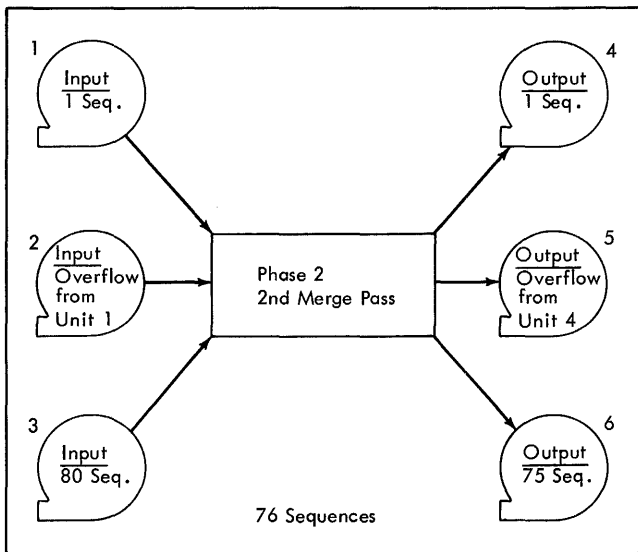 1
Input
1 Seq.
2
Input
Overflow
from
Unit 1
3
Input
80 Seq.
Phase 2
2nd Merge Pass
4
Output
1 Seq.
5
Output
Overflow
from
Unit 4
6
Output
75 Seq.
76 Sequences